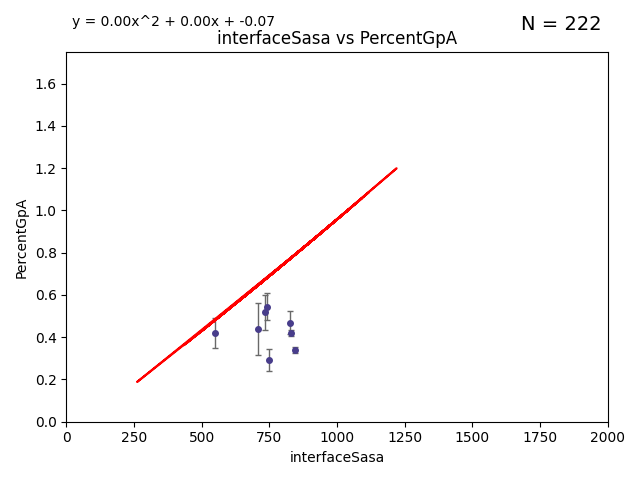 y = 0.00x^2 + 0.00x + -0.07
N = 222
interfaceSasa vs PercentGpA
PercentGpA
1.6
1.4
1.2
1.0
0.8
0.6
0.4
0.2
0.0
0 250 500 750 1000 1250 1500 1750 2000
interfaceSasa